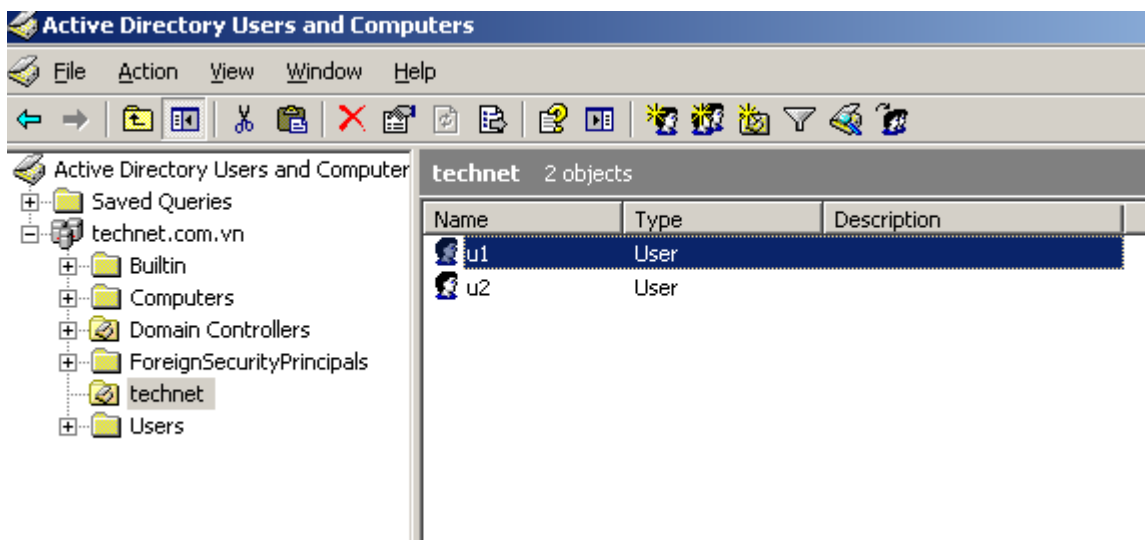 Active Directory Users and Computers
File Action View Window Help
Active Directory Users and Computer
Saved Queries
technet.com.vn
Builtin
Computers
Domain Controllers
ForeignSecurityPrincipals
technet
Users
technet 2 objects
Name Type Description
u1 User
u2 User